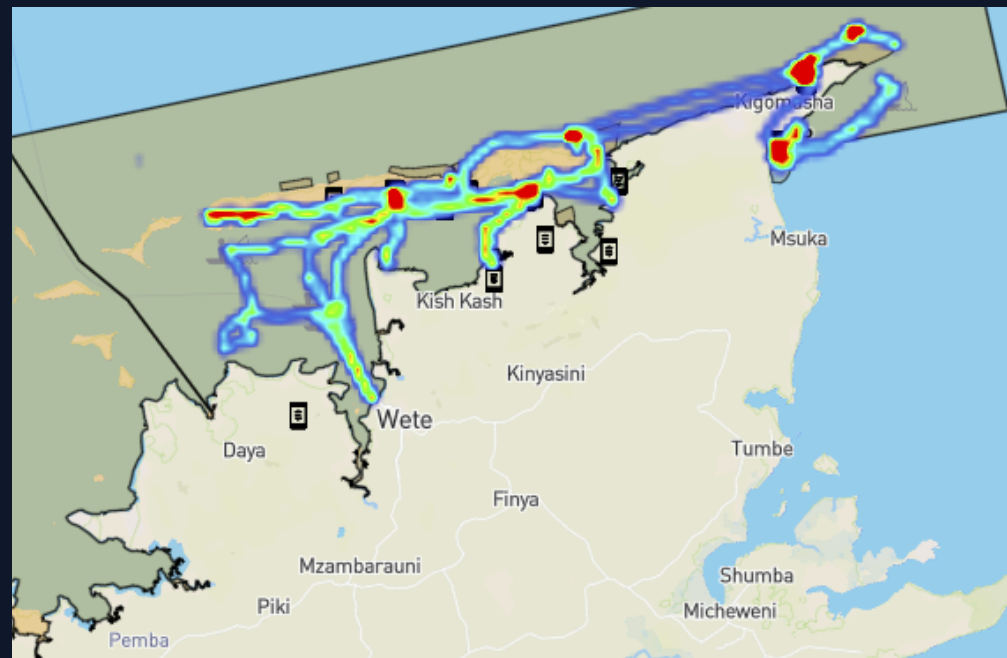 Kigomasha
Msuka
Kish Kash
Kinyasini
Wete
Daya
Tumbe
Finya
Mzambarauni
Shumba
Piki
Micheweni
Pemba